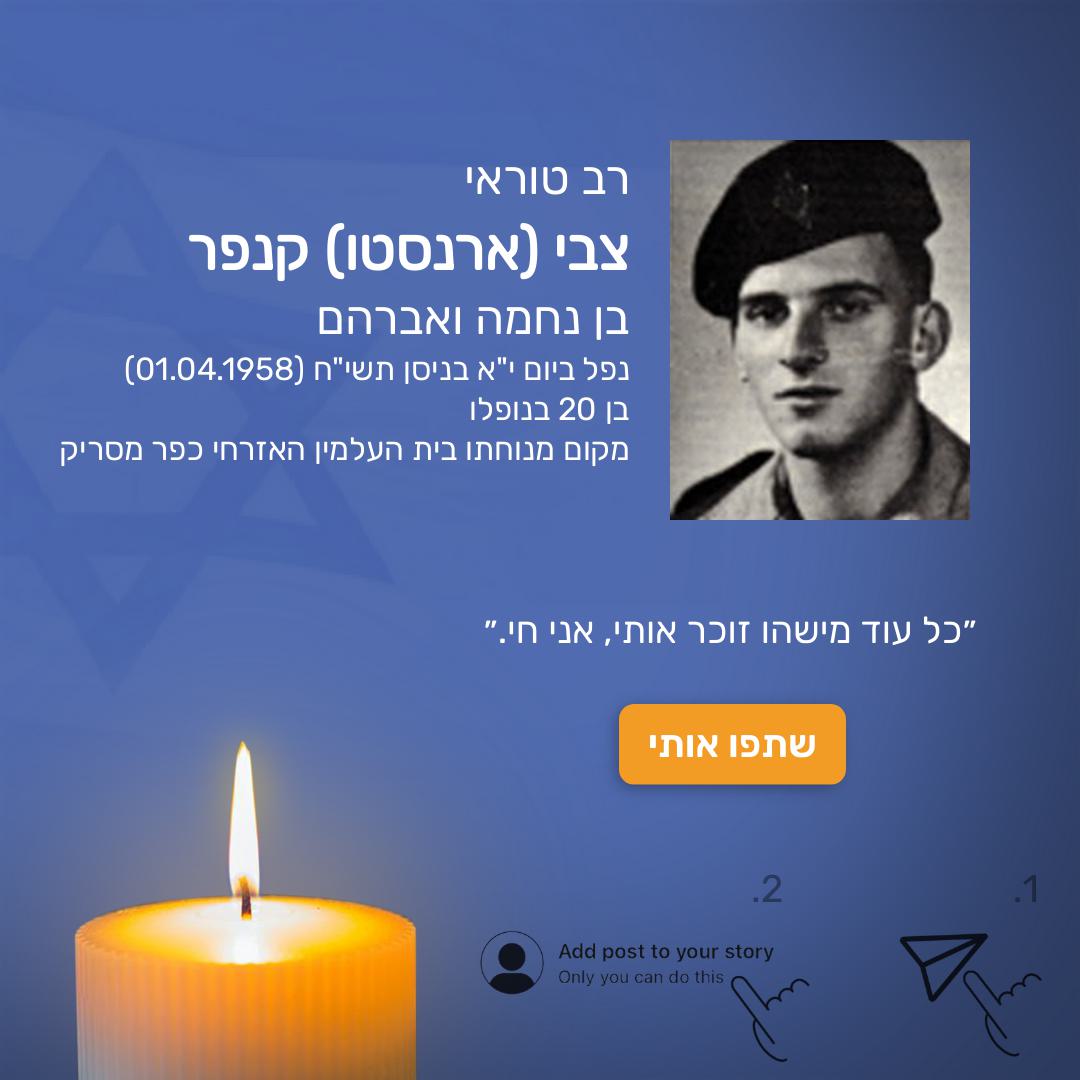 רב טוראי
צבי (ארנסטו) קנפר
בן נחמה ואברהם
נפל ביום י"א בניסן תשי"ח (01.04.1958)
בן 20 בנופלו
מקום מנוחתו בית העלמין האזרחי כפר מסריק
״כל עוד מישהו זוכר אותי, אני חי.״
שתפו אותי
1.
2.
Add post to your story
Only you can do this